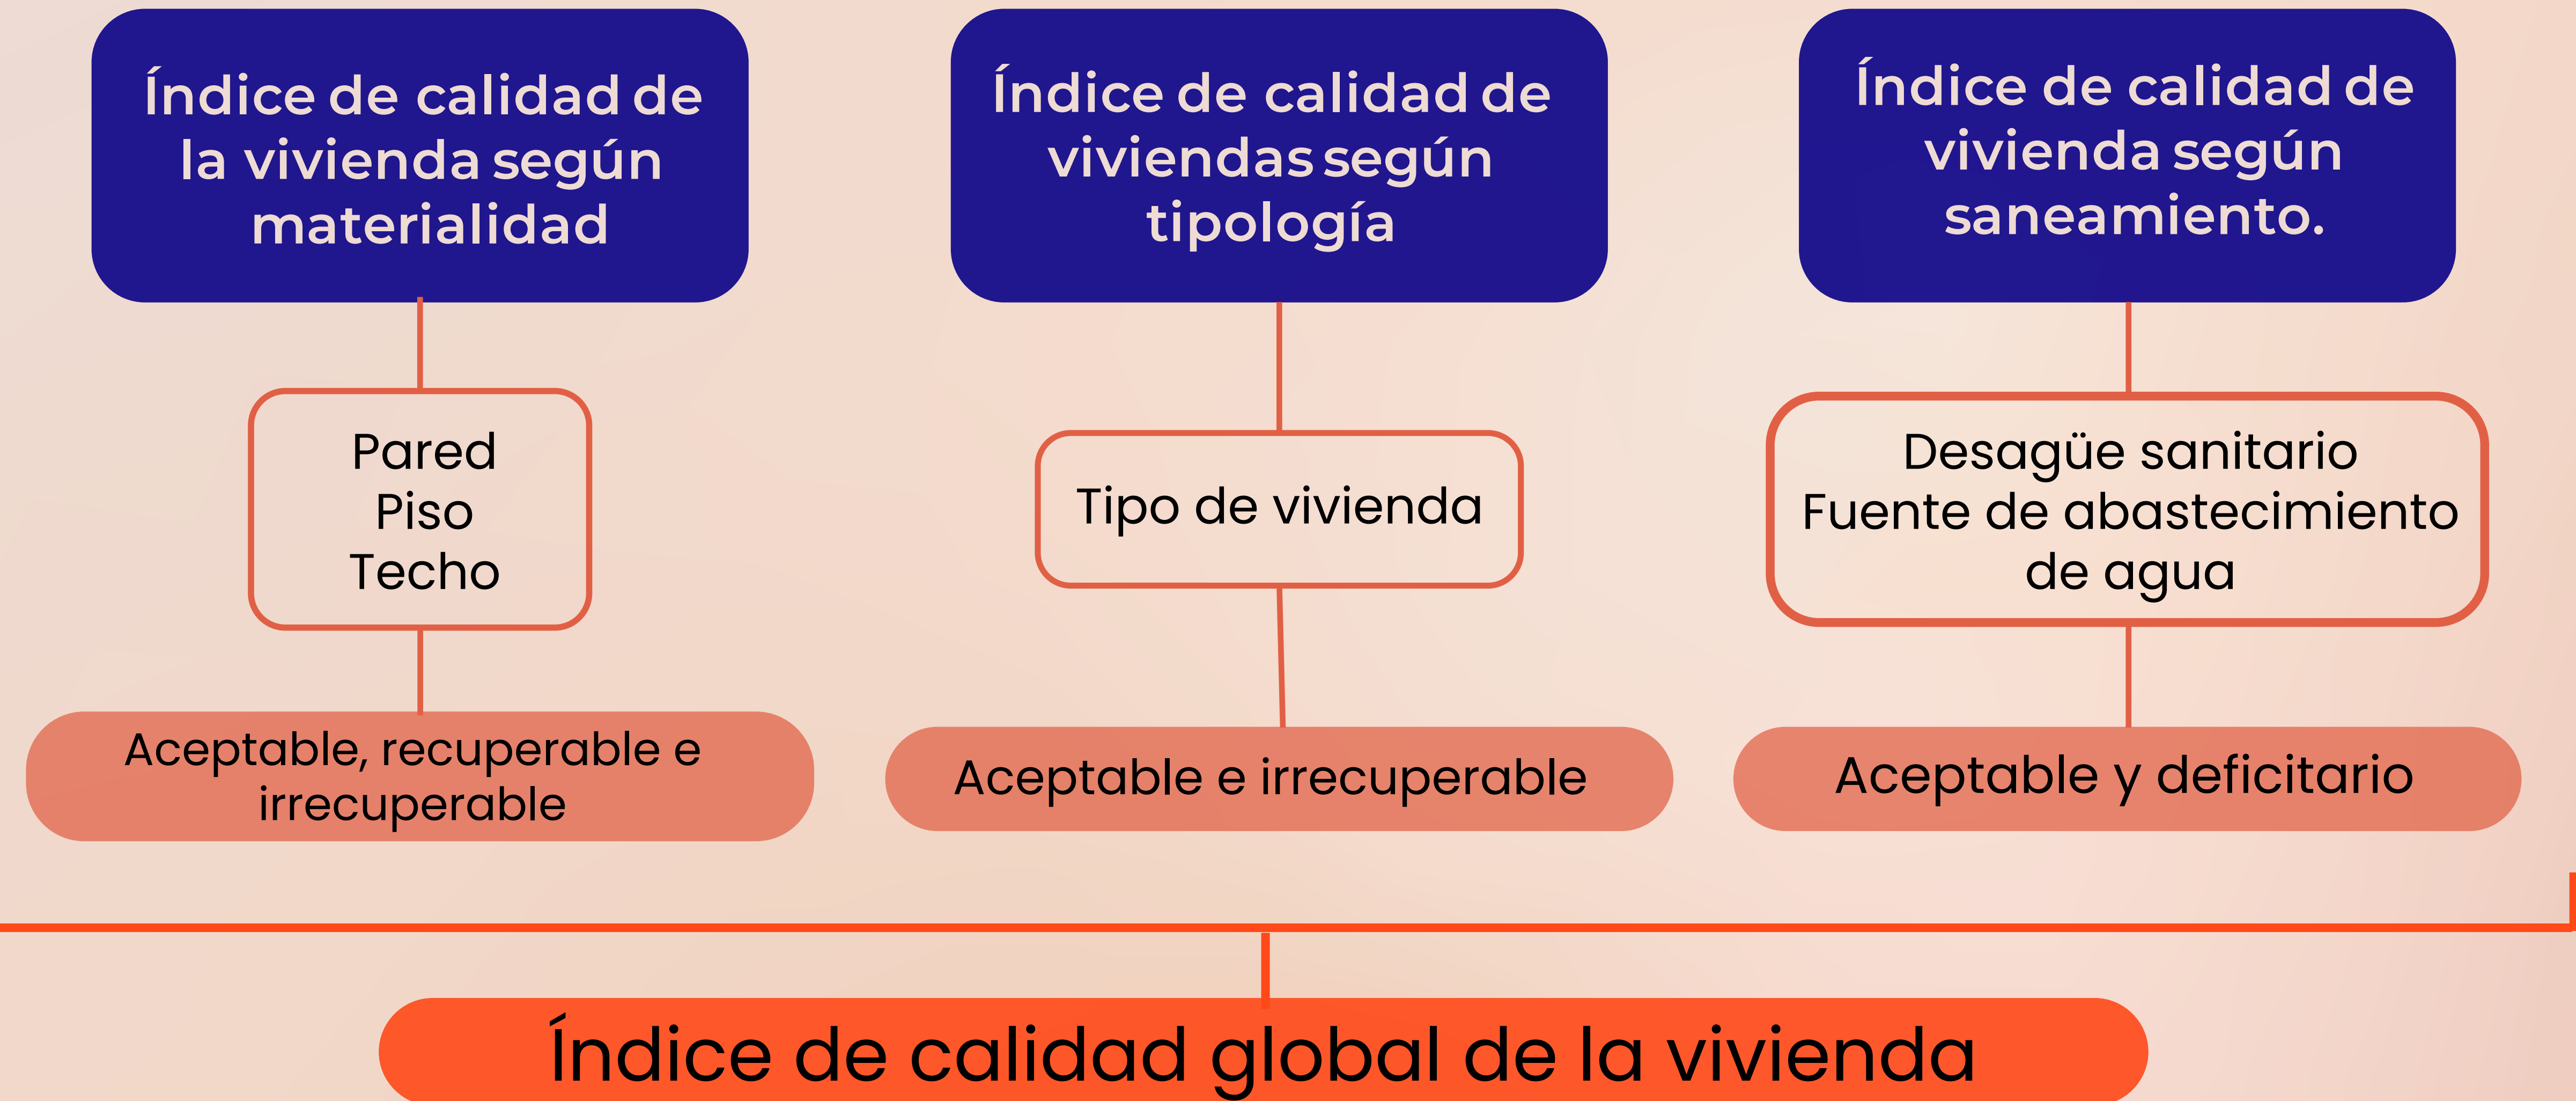 Índice de calidad de
la vivienda según
materialidad
Índice de calidad de
viviendas según
tipología
Índice de calidad de
vivienda según
saneamiento.
Pared
Piso
Techo
Tipo de vivienda
Desagüe sanitario
Fuente de abastecimiento
de agua
Aceptable, recuperable e
irrecuperable
Aceptable e irrecuperable
Aceptable y deficitario
Índice de calidad global de la vivienda